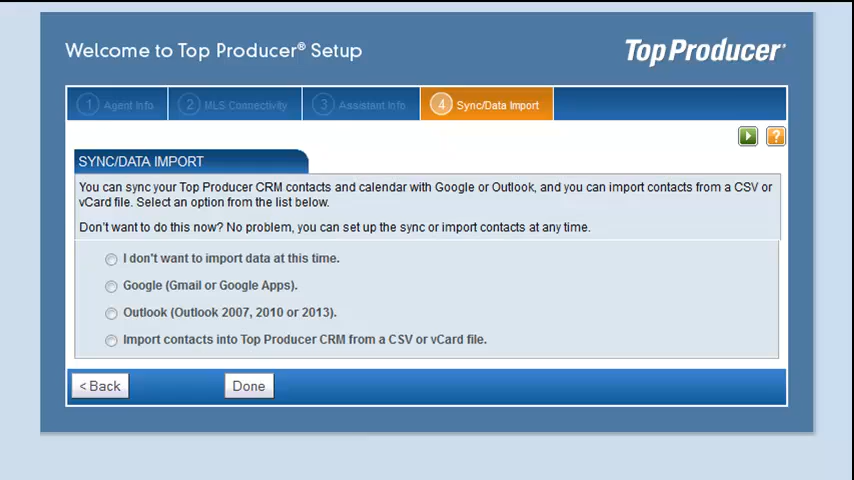 Welcome to Top Producer® Setup
Top Producer®
1 Agent Info
2 MLS Connectivity
3 Assistant Info
4 Sync/Data Import
?
SYNC/DATA IMPORT
You can sync your Top Producer CRM contacts and calendar with Google or Outlook, and you can import contacts from a CSV or
vCard file. Select an option from the list below.
Don't want to do this now? No problem, you can set up the sync or import contacts at any time.
I don't want to import data at this time.
Google (Gmail or Google Apps).
Outlook (Outlook 2007, 2010 or 2013).
Import contacts into Top Producer CRM from a CSV or vCard file.
< Back
Done